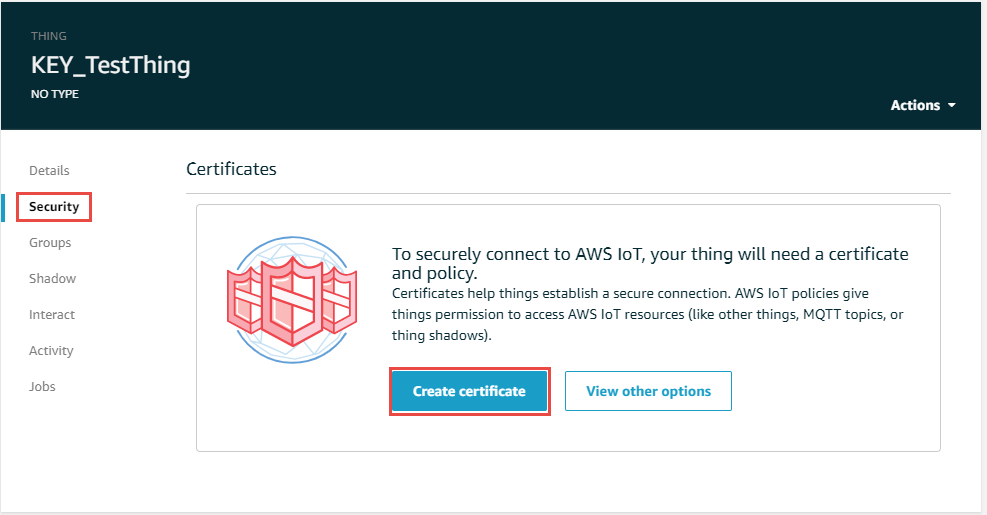 THING
KEY_TestThing
NO TYPE
Actions
Details
Security
Groups
Shadow
Interact
Activity
Jobs
Certificates
To securely connect to AWS IoT, your thing will need a certificate
and policy.
Certificates help things establish a secure connection. AWS IoT policies give
things permission to access AWS IoT resources (like other things, MQTT topics, or
thing shadows).
Create certificate
View other options